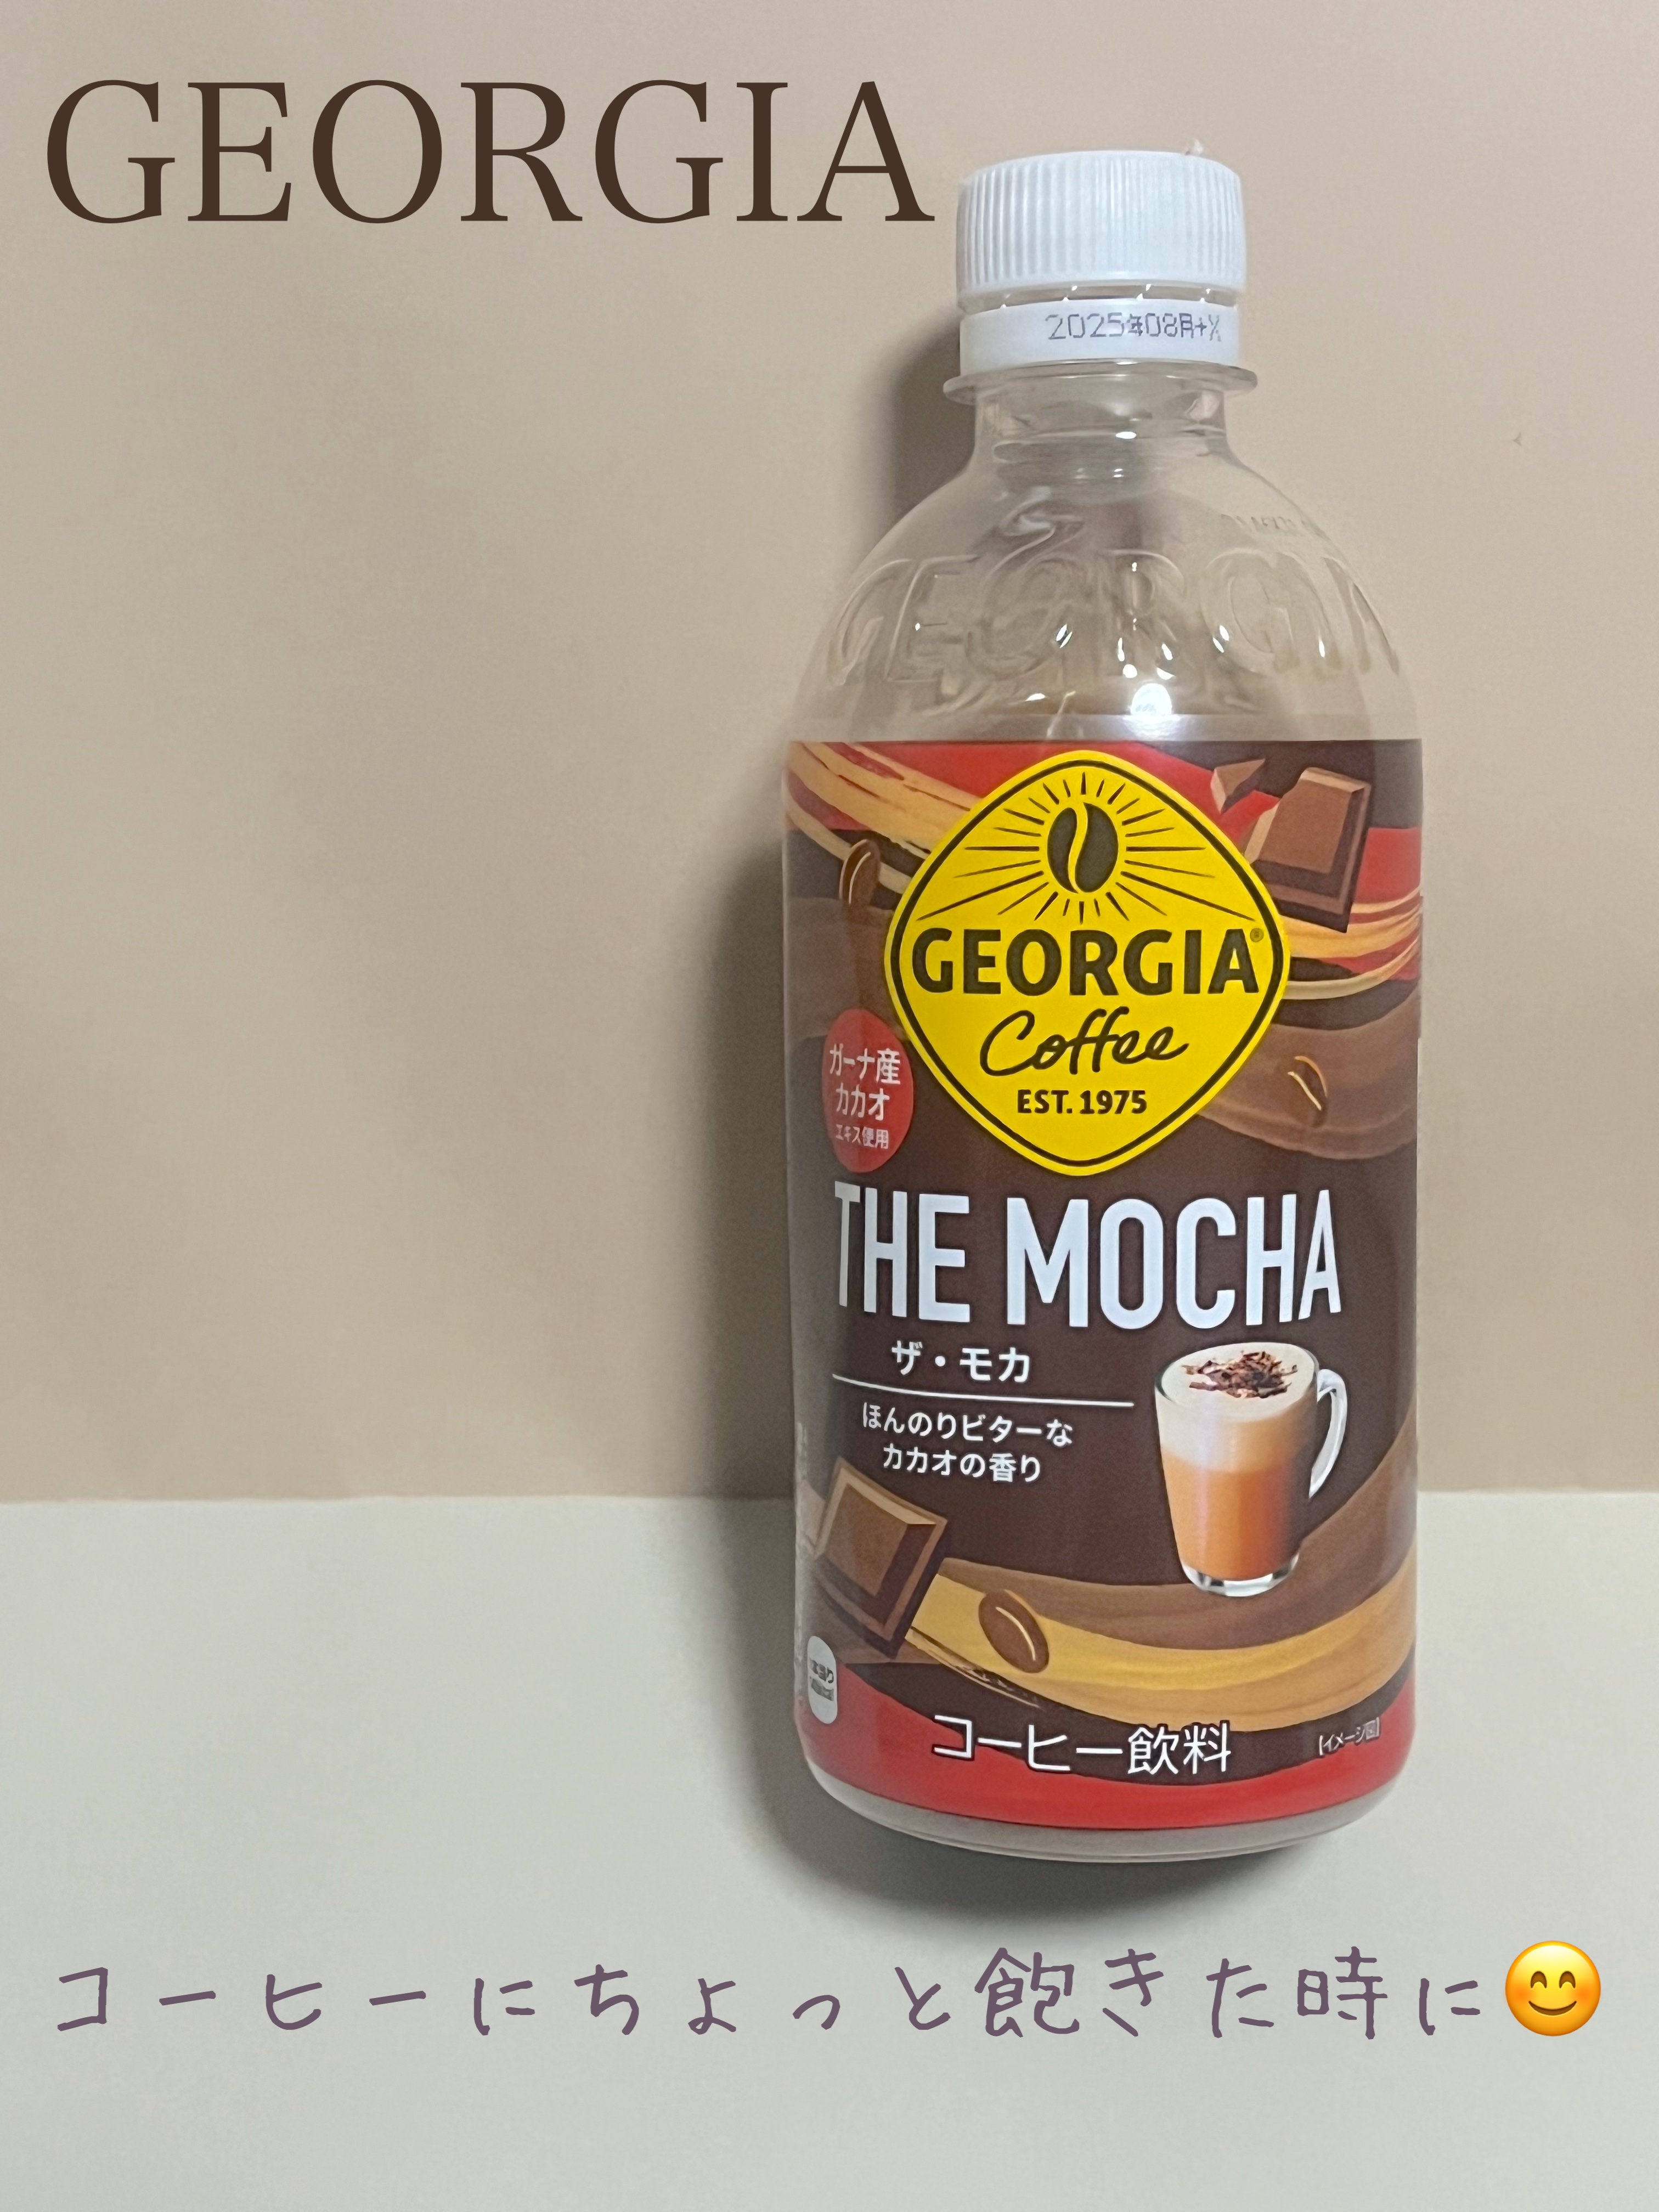 GEORGIA
2025年08月+X
GEORGIA
GEORGIA®
Coffee
EST. 1975
ガーナ産
カカオ
エキス使用
THE MOCHA
ザ・モカ
ほんのりビターな
カカオの香り
コーヒー飲料
【イメージ図】
コーヒーにちょっと飽きた時に😊